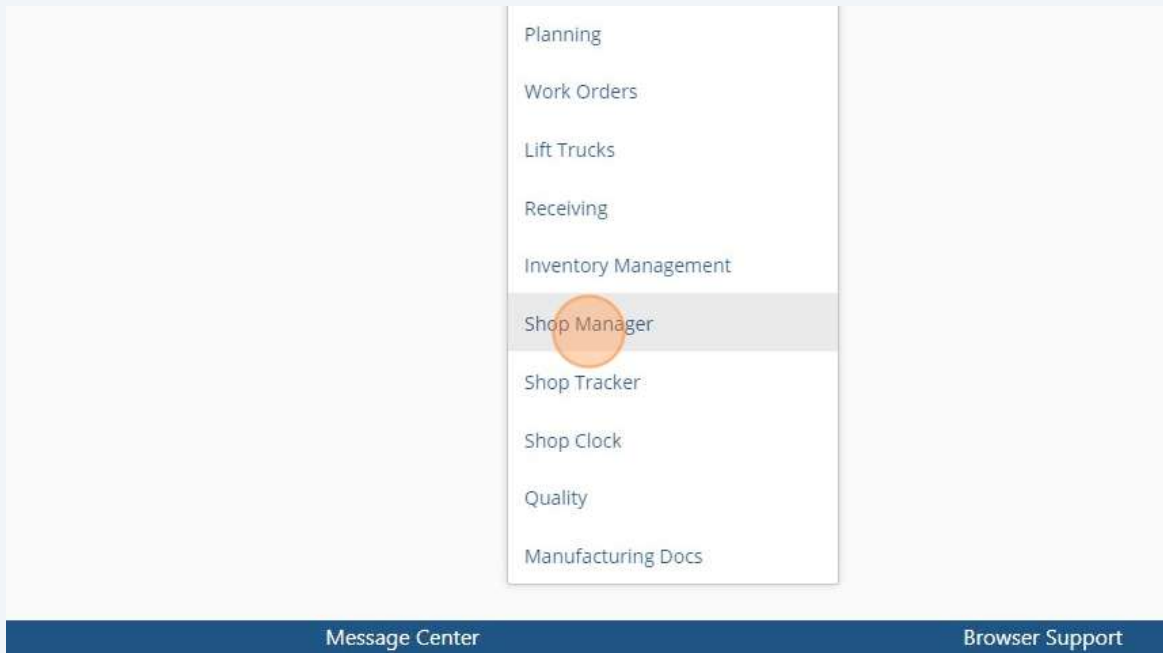 Planning
Work Orders
Lift Trucks
Receiving
Inventory Management
Shop Manager
Shop Tracker
Shop Clock
Quality
Manufacturing Docs
Message Center Browser Support